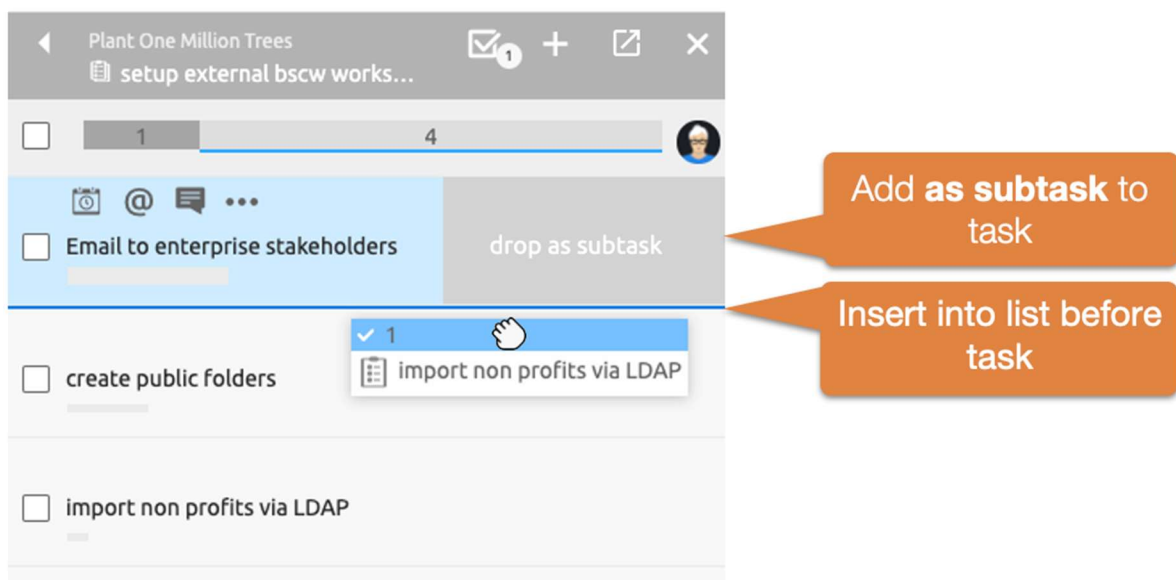 Plant One Million Trees
setup external bscw works...
1
1
4
@
Email to enterprise stakeholders
drop as subtask
Add as subtask to
task
Insert into list before
task
1
import non profits via LDAP
create public folders
import non profits via LDAP